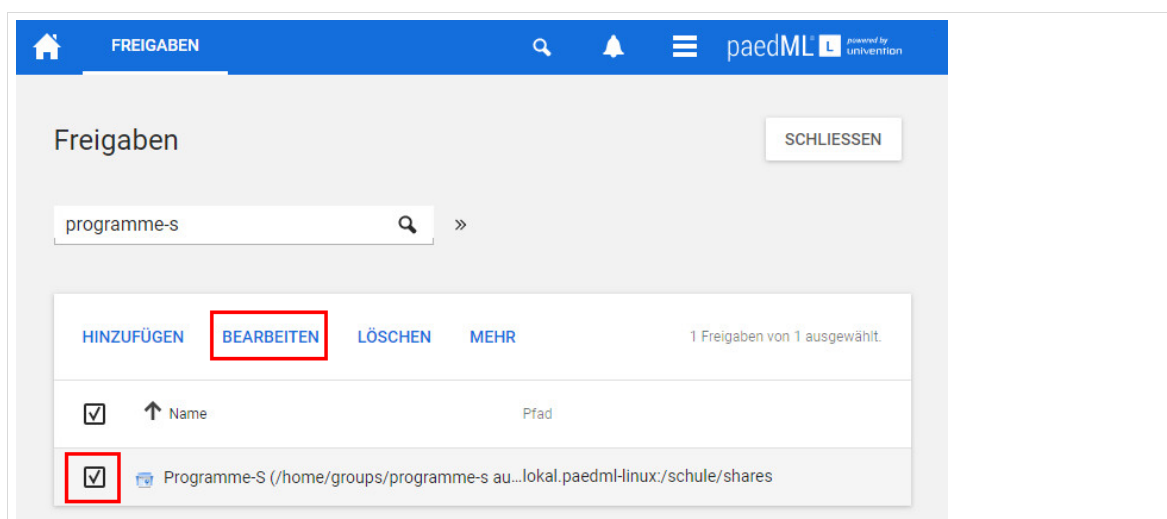 FREIGABEN paedML® L powered by univention
Freigaben SCHLIESSEN
programme-s »
HINZUFÜGEN BEARBEITEN LÖSCHEN MEHR 1 Freigaben von 1 ausgewählt.
Name Pfad
Programme-S (/home/groups/programme-s au...lokal.paedml-linux:/schule/shares